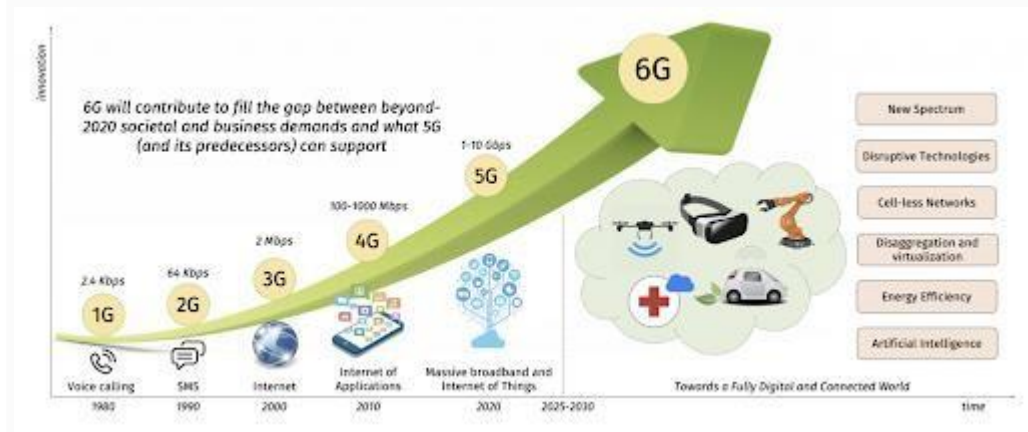 innovation
6G will contribute to fill the gap between beyond-
2020 societal and business demands and what 5G
(and its predecessors) can support
6G
1-10 Gbps
5G
100-1000 Mbps
4G
2 Mbps
3G
64 Kbps
2G
2.4 Kbps
1G
Voice calling
SMS
Internet
Internet of
Applications
Massive broadband and
Internet of Things
1980
1990
2000
2010
2020
2025-2030
Towards a Fully Digital and Connected World
time
New Spectrum
Disruptive Technologies
Cell-less Networks
Disaggregation and
virtualization
Energy Efficiency
Artificial Intelligence